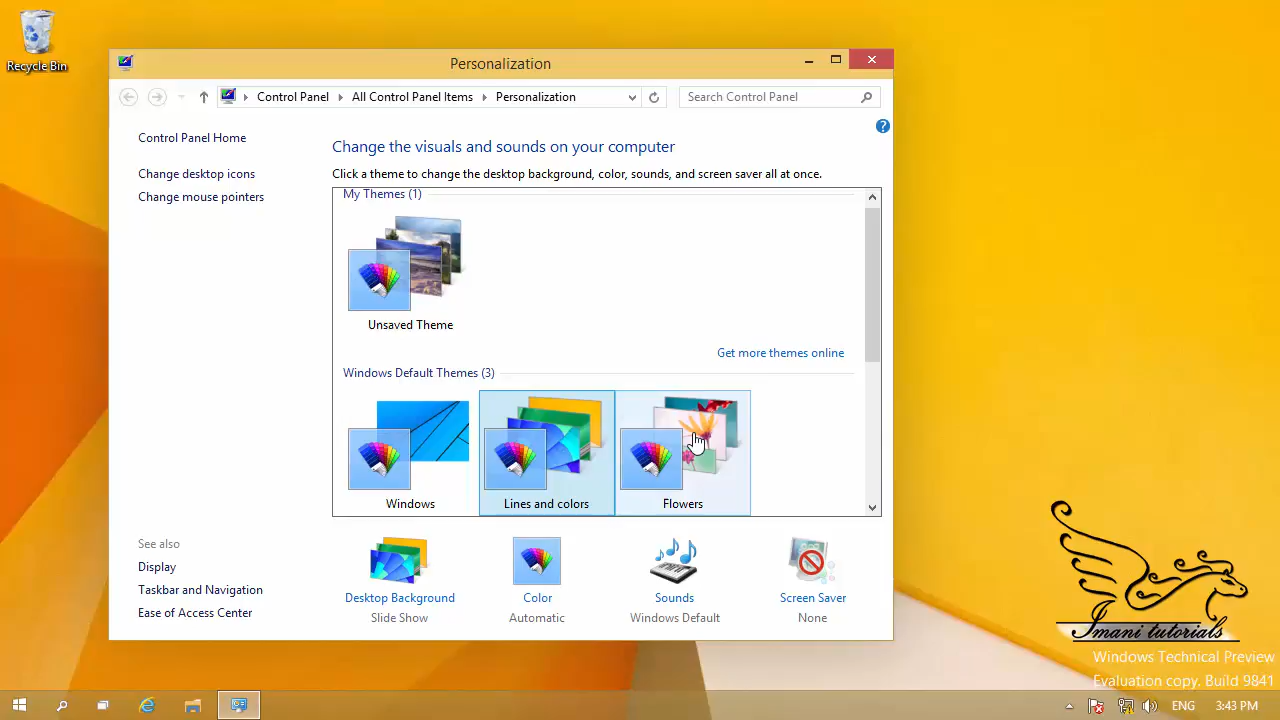 Recycle Bin
Personalization
Control Panel
All Control Panel Items
Personalization
Search Control Panel
Control Panel Home
Change desktop icons
Change mouse pointers
Change the visuals and sounds on your computer
Click a theme to change the desktop background, color, sounds, and screen saver all at once.
My Themes (1)
Unsaved Theme
Get more themes online
Windows Default Themes (3)
Windows
Lines and colors
Flowers
See also
Display
Taskbar and Navigation
Ease of Access Center
Desktop Background
Slide Show
Color
Automatic
Sounds
Windows Default
Screen Saver
None
Imani tutorials
Windows Technical Preview
Evaluation copy. Build 9841
ENG
3:43 PM